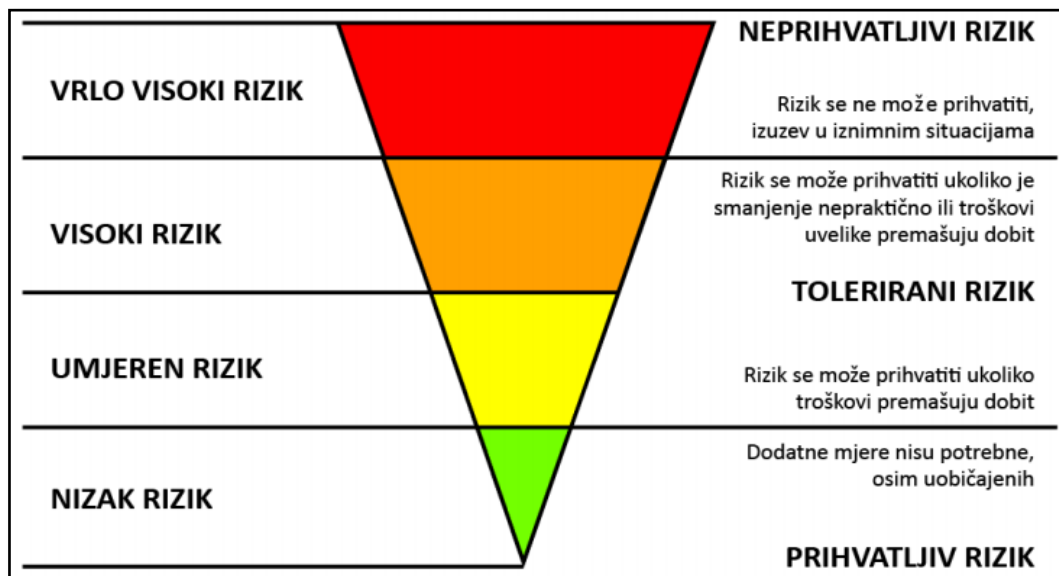 NEPRIHVATLJIVI RIZIK
VRLO VISOKI RIZIK
Rizik se ne može prihvatiti,
izuzev u iznimnim situacijama
Rizik se može prihvatiti ukoliko je
smanjenje nepraktično ili troškovi
uvelike premašuju dobit
VISOKI RIZIK
TOLERIRANI RIZIK
UMJEREN RIZIK
Rizik se može prihvatiti ukoliko
troškovi premašuju dobit
Dodatne mjere nisu potrebne,
osim uobičajenih
NIZAK RIZIK
PRIHVATLJIV RIZIK